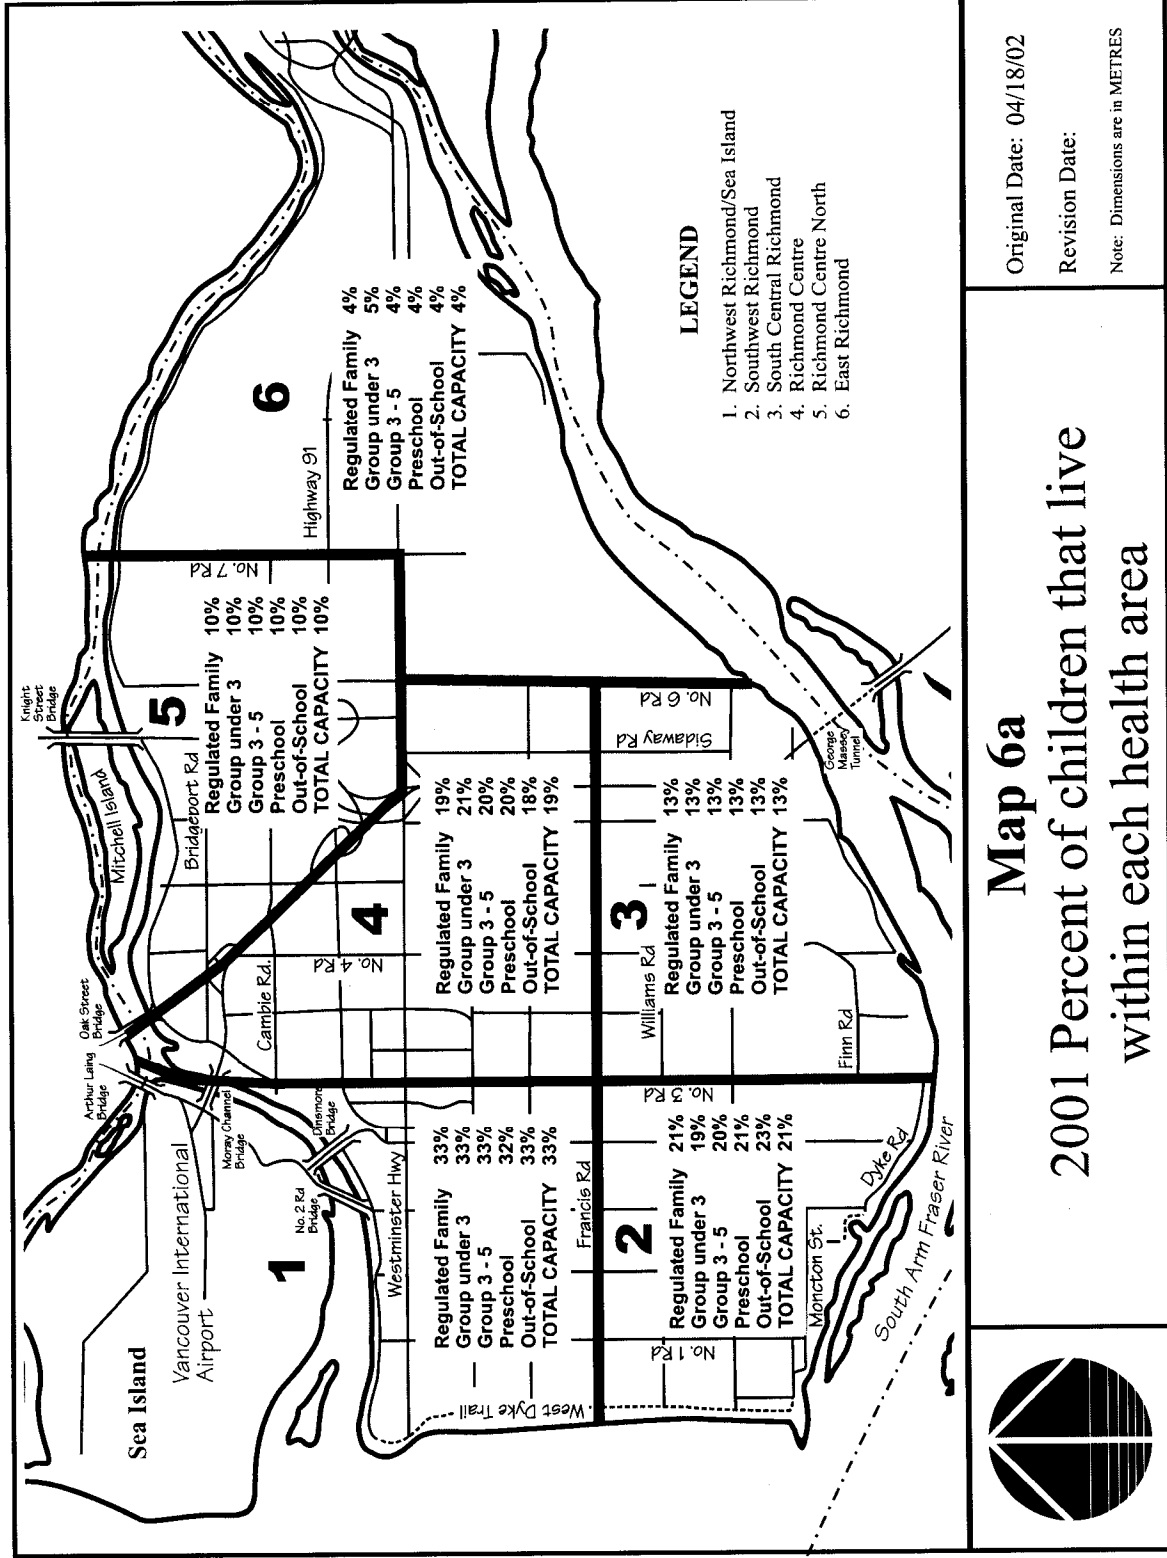 Sea Island
Vancouver International
Airport
Arthur Laing
Bridge
Oak Street
Bridge
Knight
Street
Bridge
Mitchell Island
Moray Channel
Bridge
No. 2 Rd
Bridge
Dinsmore
Bridge
Bridgeport Rd
Cambie Rd.
No. 4 Rd
No. 7 Rd
Highway 91
Westminster Hwy
West Dyke Trail
Francis Rd
No. 1 Rd
No. 3 Rd
Williams Rd
Finn Rd
Sidaway Rd
No. 6 Rd
George
Massey
Tunnel
Moncton St.
Dyke Rd
South Arm Fraser River
1
Regulated Family 33%
Group under 3 33%
Group 3 - 5 33%
Preschool 32%
Out-of-School 33%
TOTAL CAPACITY 33%
2
Regulated Family 21%
Group under 3 19%
Group 3 - 5 20%
Preschool 21%
Out-of-School 23%
TOTAL CAPACITY 21%
3
Regulated Family 13%
Group under 3 13%
Group 3 - 5 13%
Preschool 13%
Out-of-School 13%
TOTAL CAPACITY 13%
4
Regulated Family 19%
Group under 3 21%
Group 3 - 5 20%
Preschool 20%
Out-of-School 18%
TOTAL CAPACITY 19%
5
Regulated Family 10%
Group under 3 10%
Group 3 - 5 10%
Preschool 10%
Out-of-School 10%
TOTAL CAPACITY 10%
6
Regulated Family 4%
Group under 3 5%
Group 3 - 5 4%
Preschool 4%
Out-of-School 4%
TOTAL CAPACITY 4%
LEGEND
1. Northwest Richmond/Sea Island
2. Southwest Richmond
3. South Central Richmond
4. Richmond Centre
5. Richmond Centre North
6. East Richmond
Map 6a
2001 Percent of children that live
within each health area
Original Date: 04/18/02
Revision Date:
Note: Dimensions are in METRES